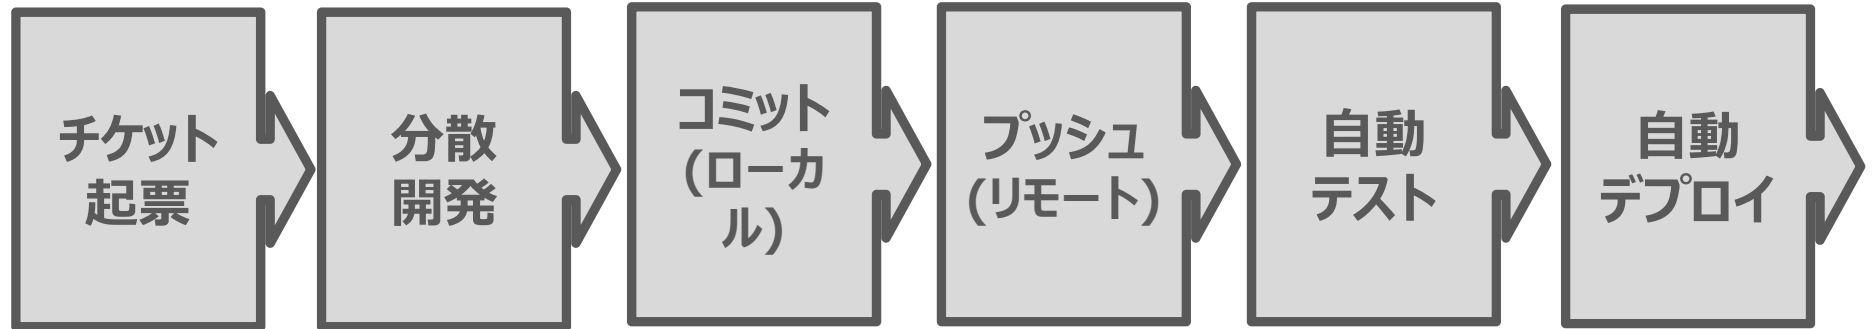 チケット
起票
分散
開発
コミット
(ローカ
ル)
プッシュ
(リモート)
自動
テスト
自動
デプロイ